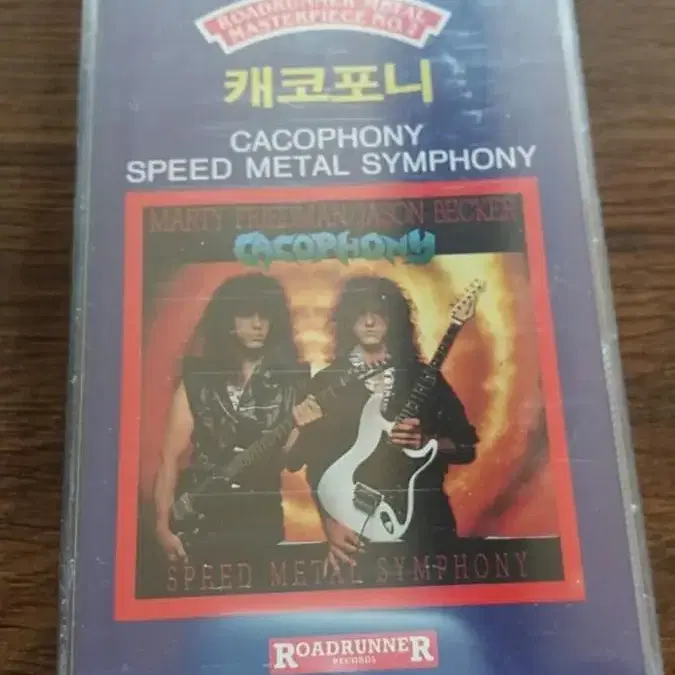 ROADRUNNER METAL
MASTERPIECE NO.
캐코포니
CACOPHONY
SPEED METAL SYMPHONY
MARTY FRIEDMAN JASON BECKER
CACOPHONY
SPEED METAL SYMPHONY
ROADRUNNER
RECORDS